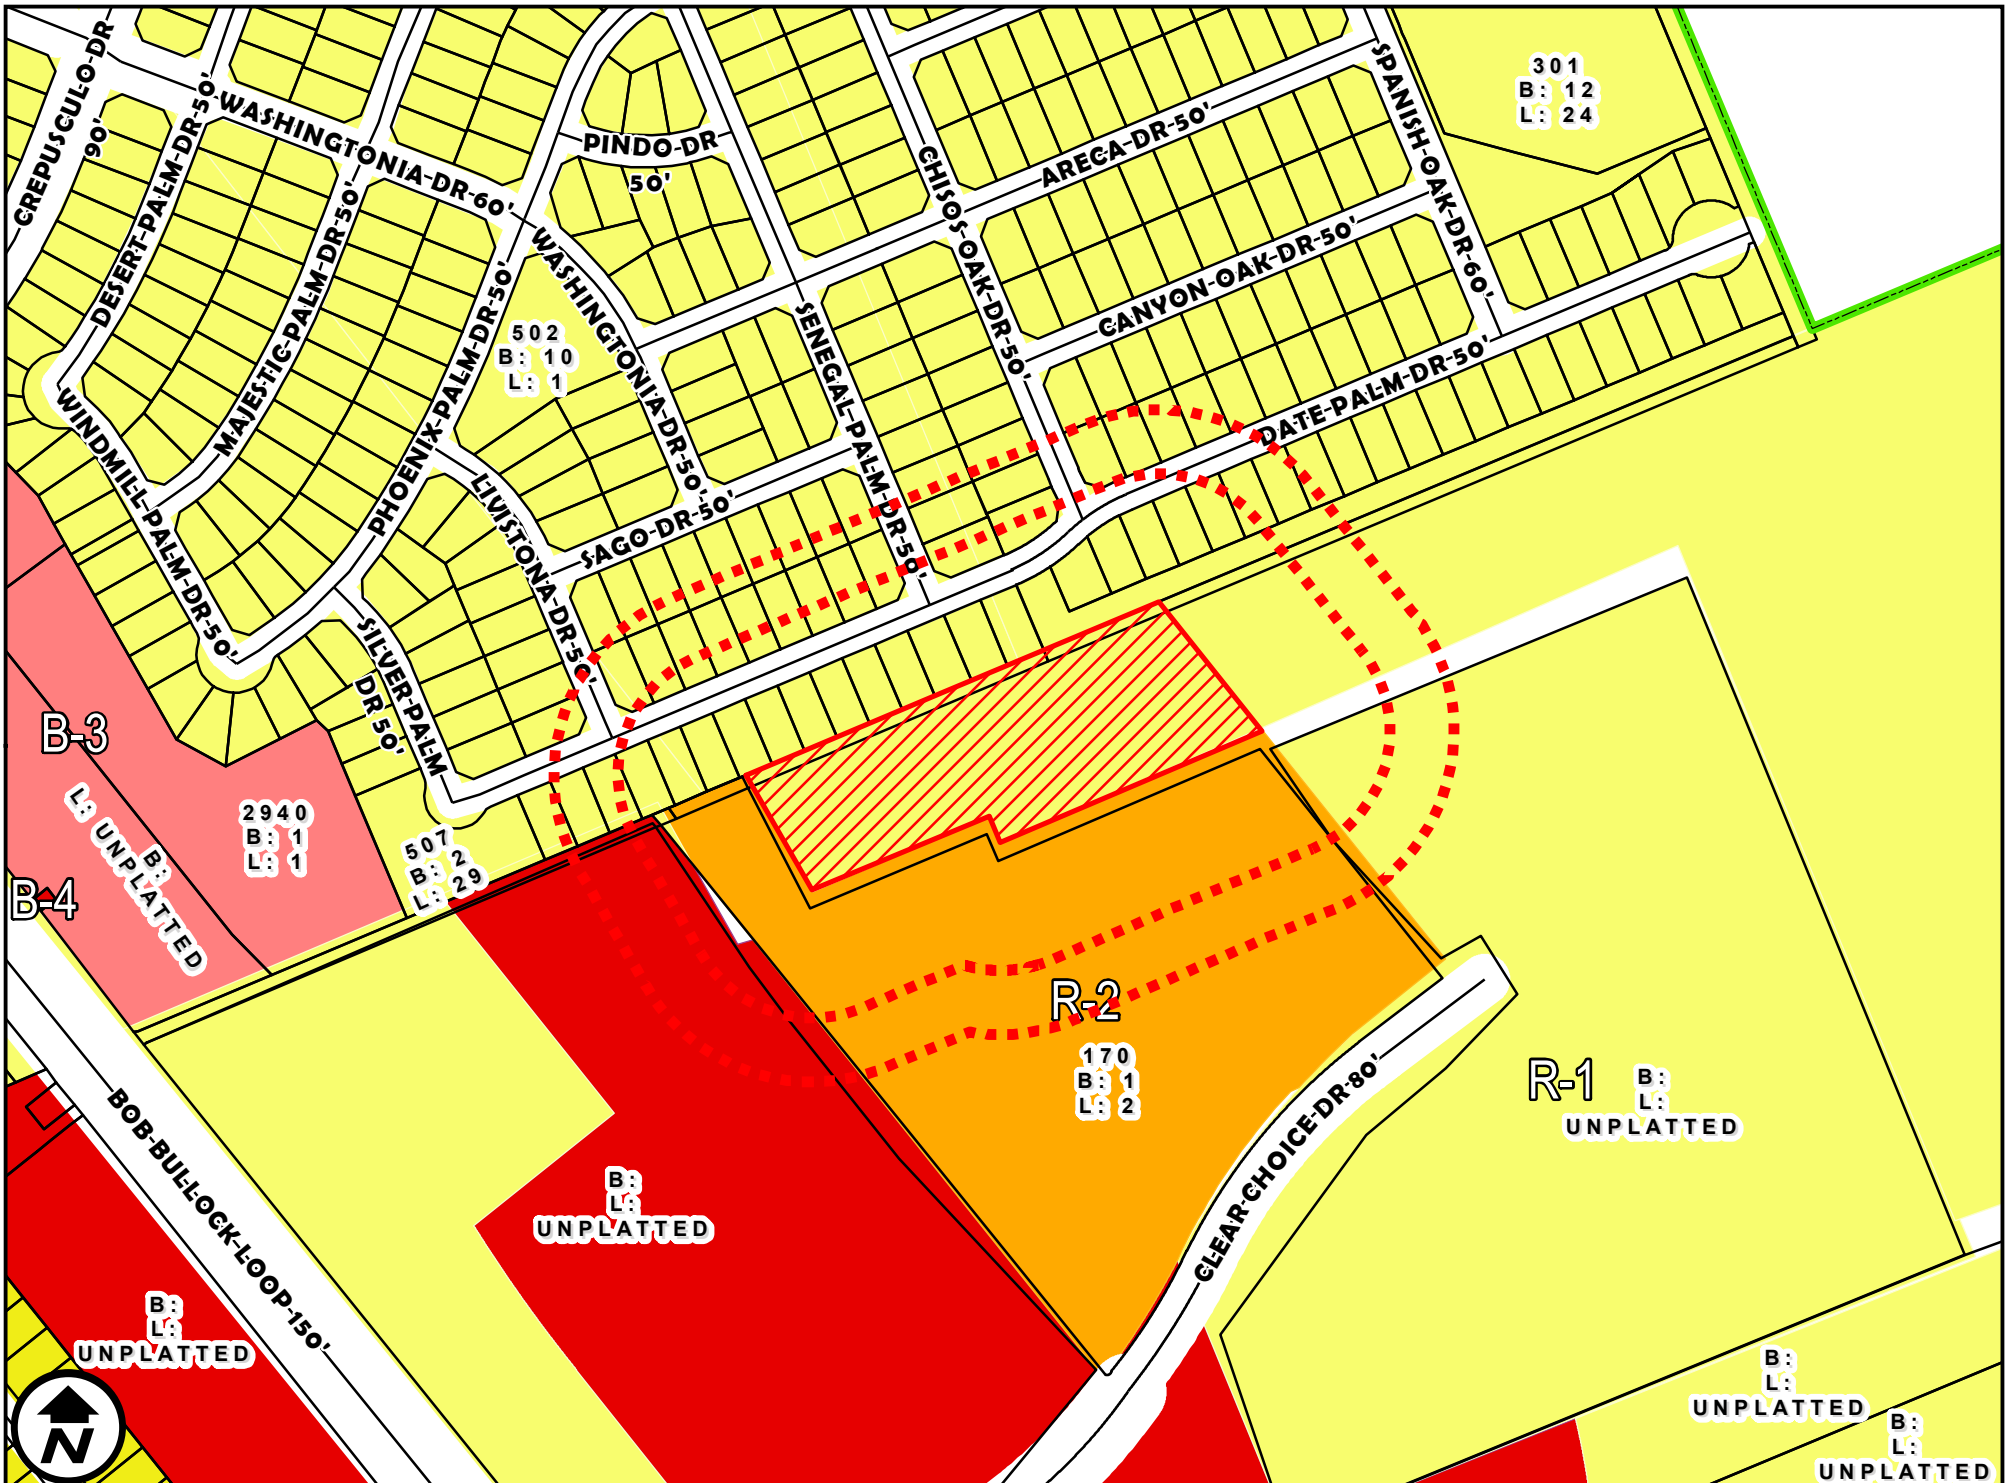 CREPUSCULO-DR
90'
DESERT-PALM-DR-50'
WASHINGTONIA-DR-60'
MAJESTIC-PALM-DR-50'
PHOENIX-PALM-DR-50'
PINDO-DR
50'
WASHINGTONIA-DR-50'
SENEGAL-PALM-DR-50'
CHISOS-OAK-DR-50'
ARECA-DR-50'
CANYON-OAK-DR-50'
SPANISH-OAK-DR-60'
DATE-PALM-DR-50'
301
B: 12
L: 24
502
B: 10
L: 1
WINDMILL-PALM-DR-50'
LIVISTONA-DR-50'
SAGO-DR-50'
SILVER-PALM
DR 50'
B-3
B:
L: UNPLATTED
2940
B: 1
L: 1
507
B: 2
L: 29
B-4
R-2
170
B: 1
L: 2
R-1
B:
L:
UNPLATTED
BOB-BULLOCK-LOOP-150'
CLEAR-CHOICE-DR-80'
B:
L:
UNPLATTED
B:
L:
UNPLATTED
B:
L:
UNPLATTED
B:
L:
UNPLATTED
N